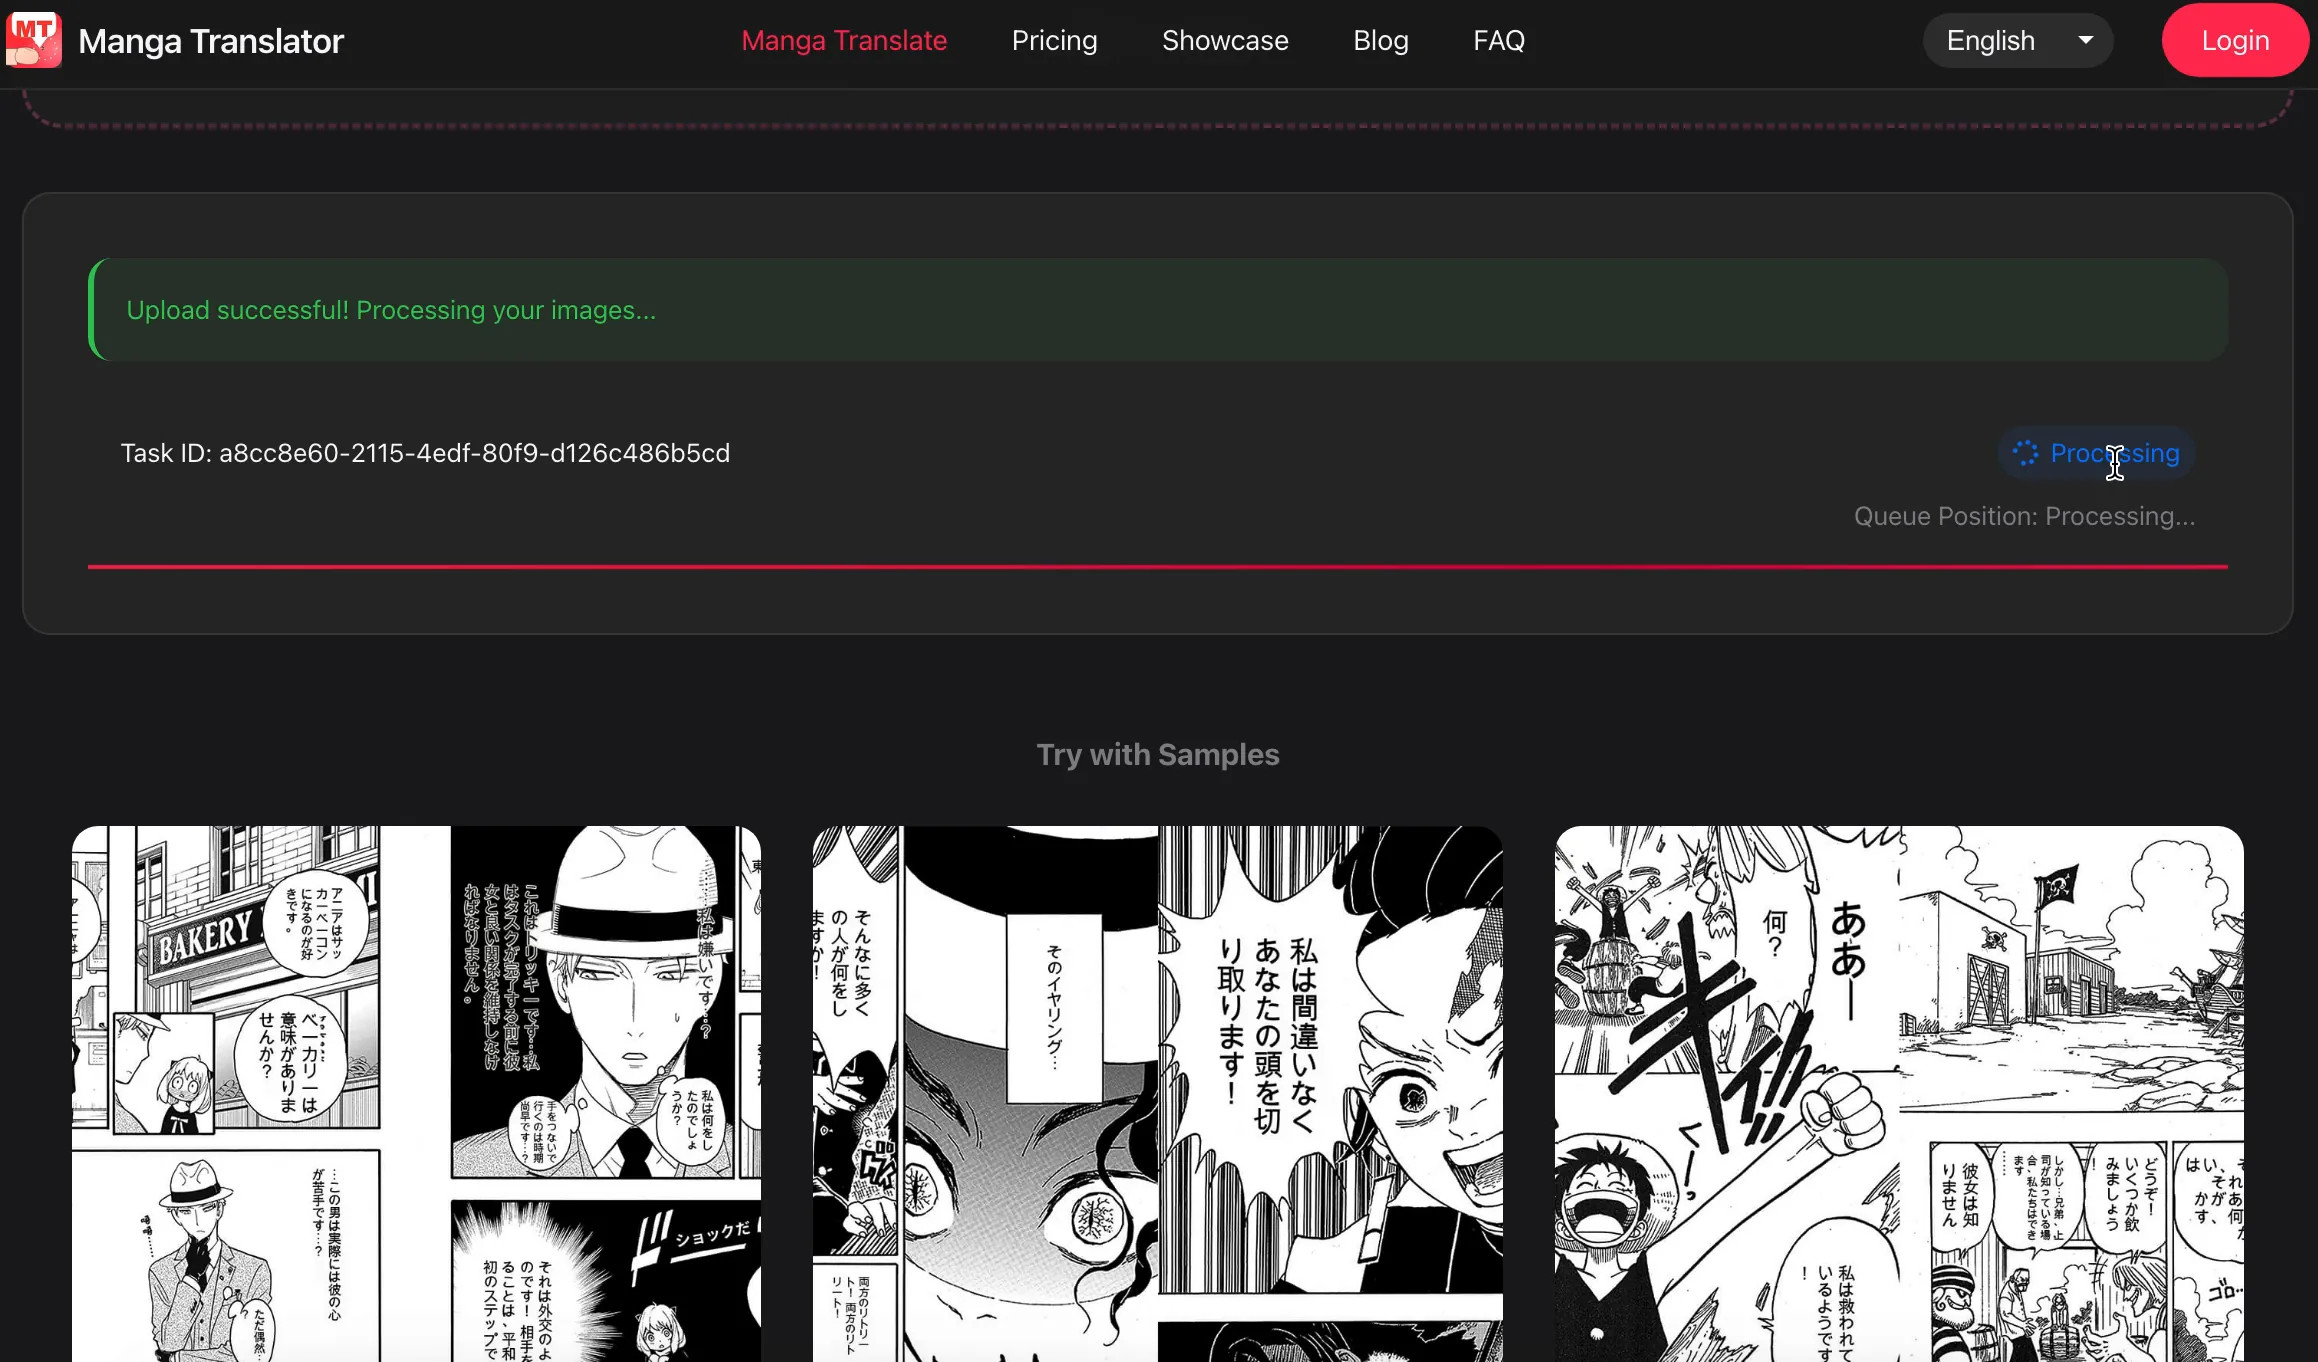 MT
Manga Translator
Manga Translate
Pricing
Showcase
Blog
FAQ
English
Login
Upload successful! Processing your images...
Task ID: a8cc8e60-2115-4edf-80f9-d126c486b5cd
Processing
Queue Position: Processing...
Try with Samples
アニアはサッ
カーベーコン
になるのが好
きです。
BAKERY
ベーカリーは
意味がありま
せんか?
…この男は実際には彼の心
が苦手です…?
ただ偶然…
?
……私は嫌いです…?
これはトリッキーです…私
はタスクが完了する前に彼
女と良い関係を維持しなけ
ればなりません。
手をつないで
行くのは時期
尚早です…?
私は何をし
たのでしょ
うか?
ショックだ
それは外交のよ
のです! 相手を
ることは、平和
初のステップで
そんなに多く
の人が何をし
ますか!
そのイヤリング…
私は間違いなく
あなたの頭を切
り取ります!
両方のリトリー
ト! 両方のリト
リート!
何?
ああー
私は救われて
いるようです
!
彼女は知
りません
しかし…兄弟、上
司が知っている場
合、私たちはでき
ます
……
どうぞ!
いくつか飲
みましょう
!
それあ何
い、そが、
はかす、